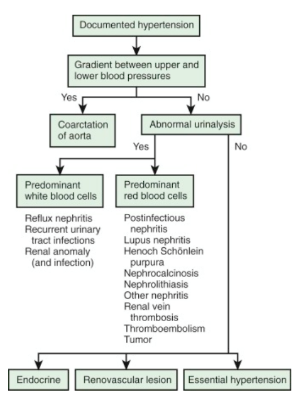 Documented hypertension
Gradient between upper and
lower blood pressures
Yes
No
Coarctation
of aorta
Abnormal urinalysis
Yes
No
Predominant
white blood cells
Reflux nephritis
Recurrent urinary
tract infections
Renal anomaly
(and infection)
Predominant
red blood cells
Postinfectious
nephritis
Lupus nephritis
Henoch Schönlein
purpura
Nephrocalcinosis
Nephrolithiasis
Other nephritis
Renal vein
thrombosis
Thromboembolism
Tumor
Endocrine
Renovascular lesion
Essential hypertension